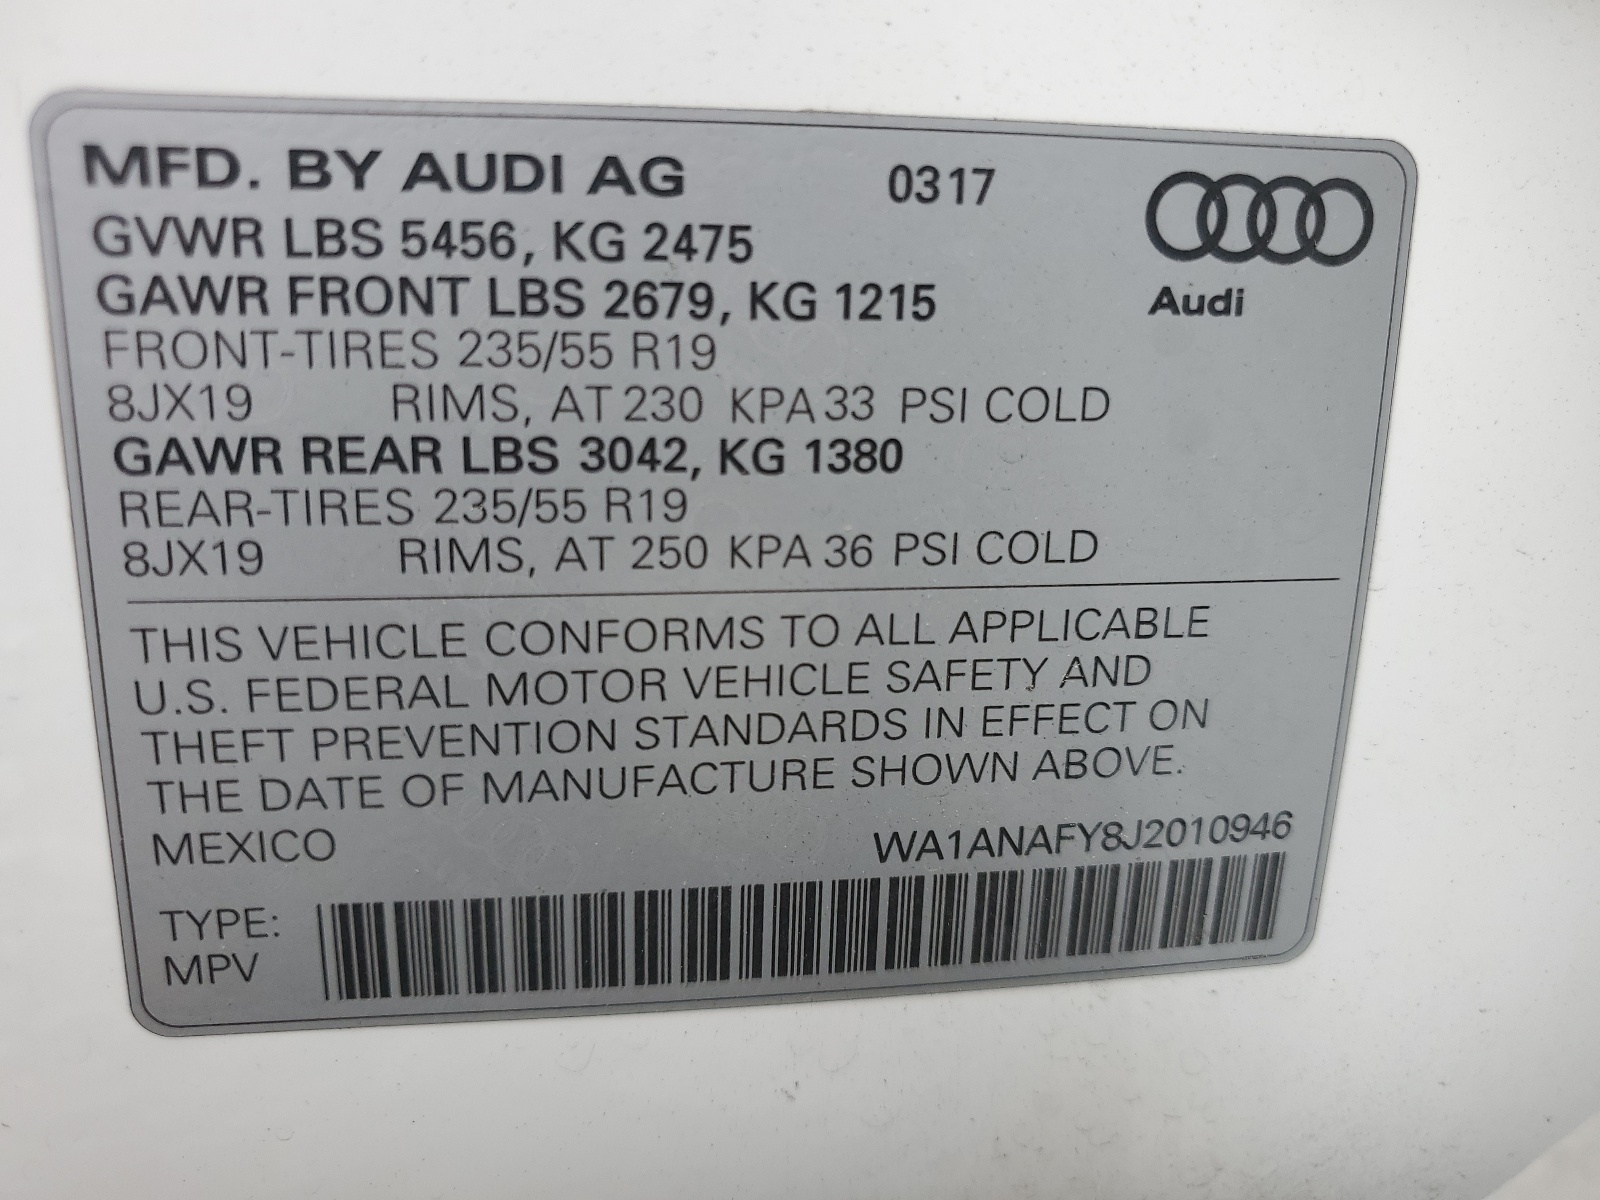 MFD. BY AUDI AG 0317
GVWR LBS 5456, KG 2475
GAWR FRONT LBS 2679, KG 1215
Audi
FRONT-TIRES 235/55 R19
8JX19 RIMS, AT 230 KPA 33 PSI COLD
GAWR REAR LBS 3042, KG 1380
REAR-TIRES 235/55 R19
8JX19 RIMS, AT 250 KPA 36 PSI COLD
THIS VEHICLE CONFORMS TO ALL APPLICABLE
U.S. FEDERAL MOTOR VEHICLE SAFETY AND
THEFT PREVENTION STANDARDS IN EFFECT ON
THE DATE OF MANUFACTURE SHOWN ABOVE.
MEXICO WA1ANAFY8J2010946
TYPE:
MPV